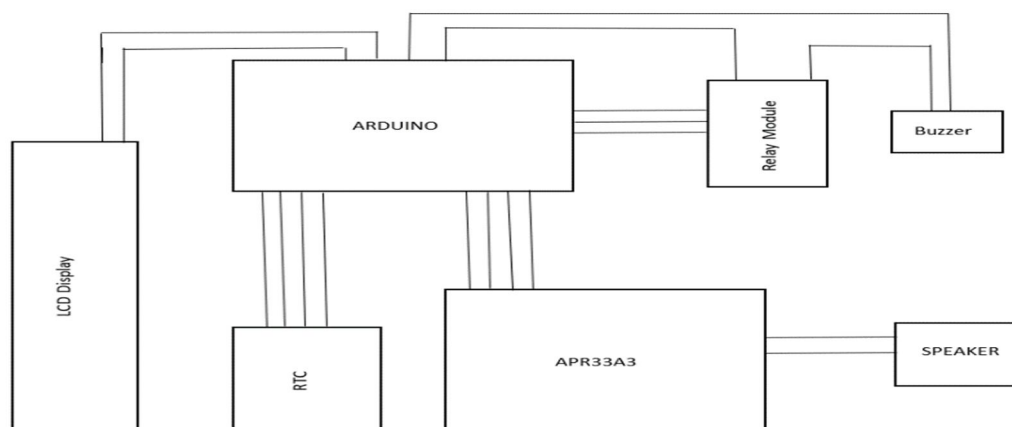 ARDUINO
Relay Module
Buzzer
LCD Display
RTC
APR33A3
SPEAKER